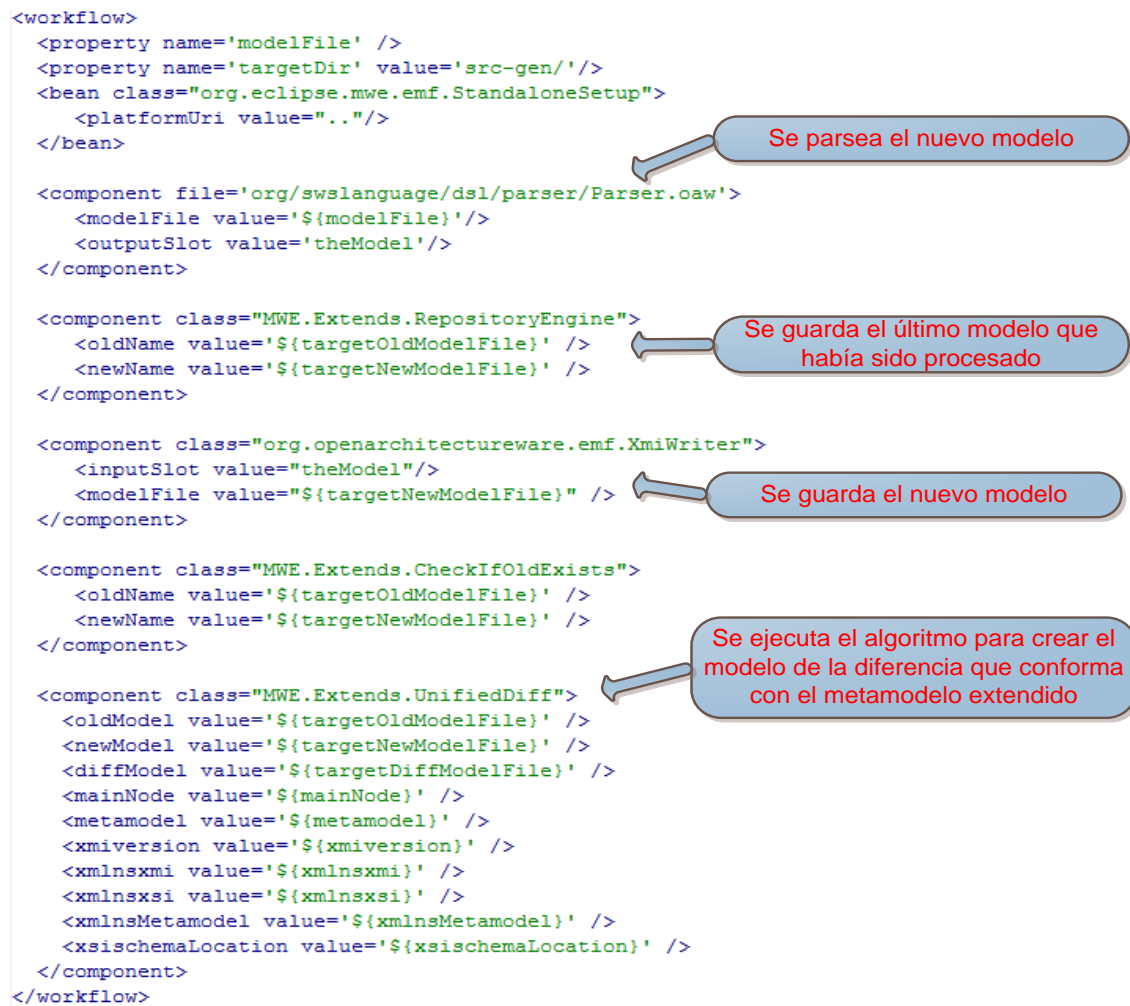 <workflow>
<property name='modelFile' />
<property name='targetDir' value='src-gen/'/>
<bean class="org.eclipse.mwe.emf.StandaloneSetup">
<platformUri value=".."/>
</bean>
Se parsea el nuevo modelo
<component file='org/swslanguage/dsl/parser/Parser.oaw'>
<modelFile value='${modelFile}'/>
<outputSlot value='theModel'/>
</component>
<component class="MWE.Extends.RepositoryEngine">
<oldName value='${targetOldModelFile}' />
<newName value='${targetNewModelFile}' />
</component>
Se guarda el último modelo que
había sido procesado
<component class="org.openarchitectureware.emf.XmiWriter">
<inputSlot value="theModel"/>
<modelFile value="${targetNewModelFile}" />
</component>
Se guarda el nuevo modelo
<component class="MWE.Extends.CheckIfOldExists">
<oldName value='${targetOldModelFile}' />
<newName value='${targetNewModelFile}' />
</component>
Se ejecuta el algoritmo para crear el
modelo de la diferencia que conforma
con el metamodelo extendido
<component class="MWE.Extends.UnifiedDiff">
<oldModel value='${targetOldModelFile}' />
<newModel value='${targetNewModelFile}' />
<diffModel value='${targetDiffModelFile}' />
<mainNode value='${mainNode}' />
<metamodel value='${metamodel}' />
<xmiversion value='${xmiversion}' />
<xmlnsxmi value='${xmlnsxmi}' />
<xmlnsxsi value='${xmlnsxsi}' />
<xmlnsMetamodel value='${xmlnsMetamodel}' />
<xsischemaLocation value='${xsischemaLocation}' />
</component>
</workflow>